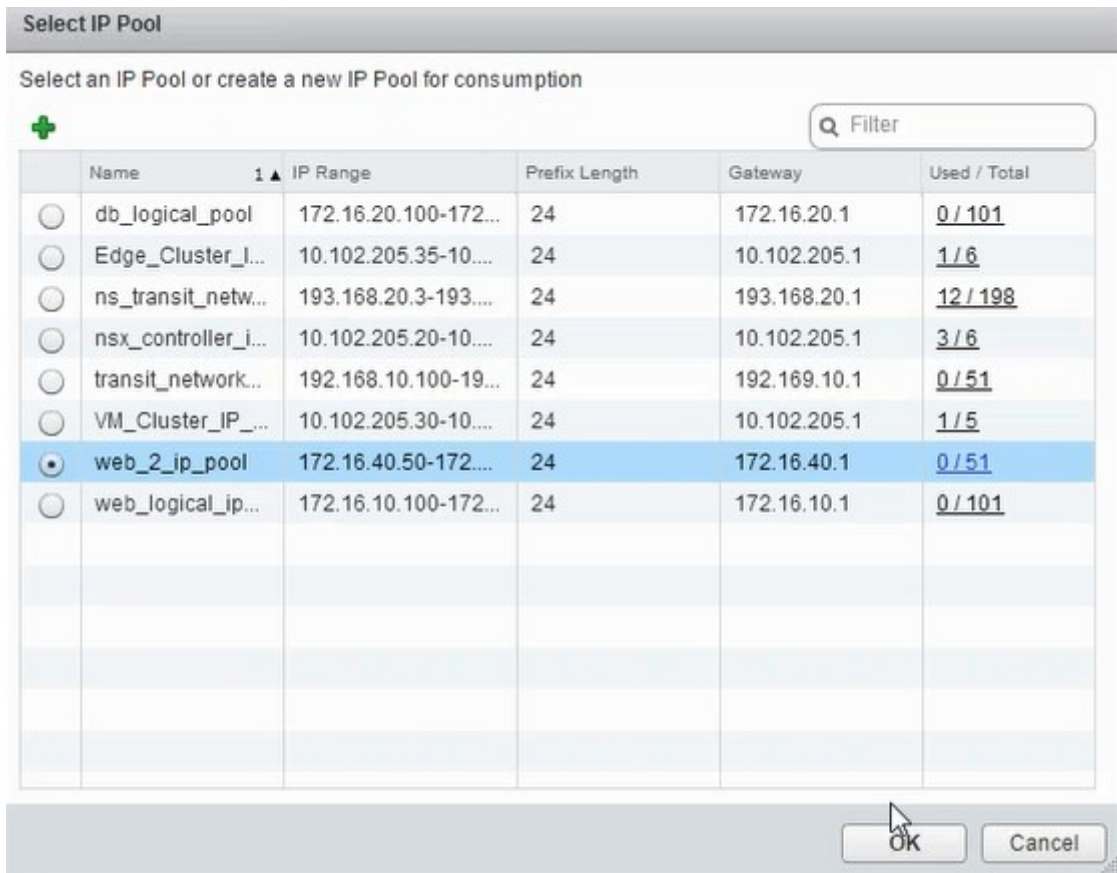 Select IP Pool
Select an IP Pool or create a new IP Pool for consumption
Filter
Name 1 ▲ IP Range Prefix Length Gateway Used / Total
db_logical_pool 172.16.20.100-172... 24 172.16.20.1 0 / 101
Edge_Cluster_I... 10.102.205.35-10.... 24 10.102.205.1 1 / 6
ns_transit_netw... 193.168.20.3-193.... 24 193.168.20.1 12 / 198
nsx_controller_i... 10.102.205.20-10.... 24 10.102.205.1 3 / 6
transit_network... 192.168.10.100-19... 24 192.169.10.1 0 / 51
VM_Cluster_IP_... 10.102.205.30-10.... 24 10.102.205.1 1 / 5
web_2_ip_pool 172.16.40.50-172.... 24 172.16.40.1 0 / 51
web_logical_ip... 172.16.10.100-172... 24 172.16.10.1 0 / 101
OK Cancel